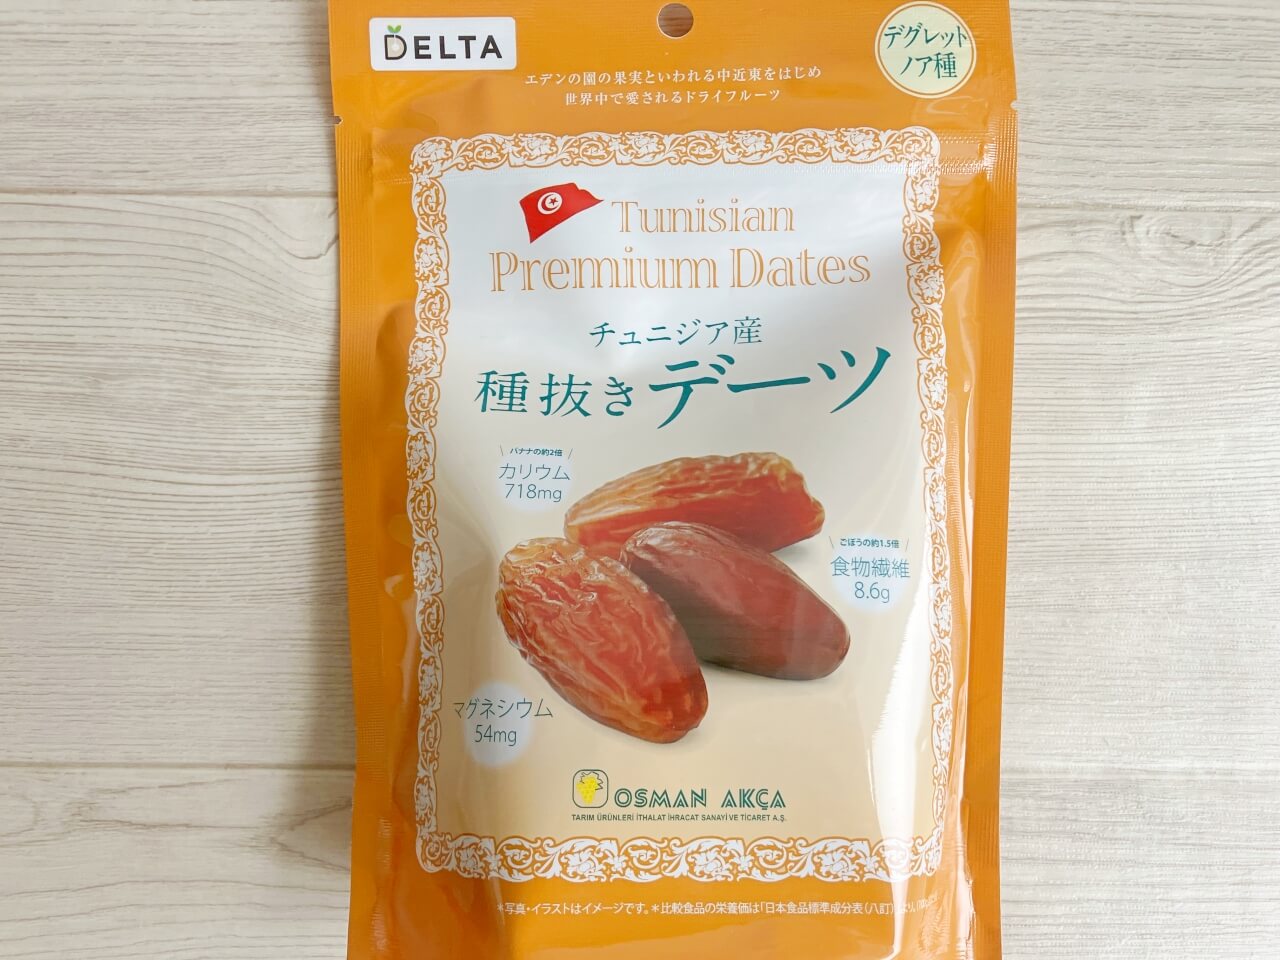 DELTA
デグレット
ノア種
エデンの園の果実といわれる中近東をはじめ
世界中で愛されるドライフルーツ
Tunisian
Premium Dates
チュニジア産
種抜きデーツ
バナナの約2倍
カリウム
718mg
ごぼうの約1.5倍
食物繊維
8.6g
マグネシウム
54mg
OSMAN AKÇA
TARIM ÜRÜNLERİ İTHALAT İHRACAT SANAYİ VE TİCARET A.Ş.
*写真・イラストはイメージです。*比較食品の栄養価は「日本食品標準成分表(八訂)」より。